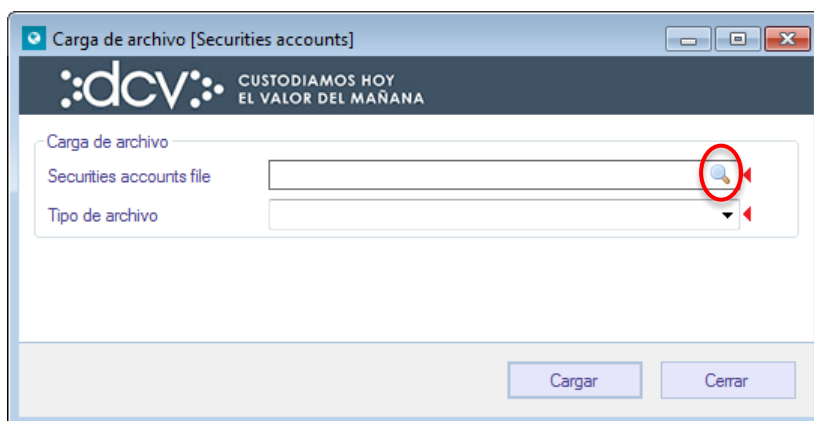 Carga de archivo [Securities accounts]
:dcv: CUSTODIAMOS HOY
EL VALOR DEL MAÑANA
Carga de archivo
Securities accounts file
Tipo de archivo
Cargar Cerrar